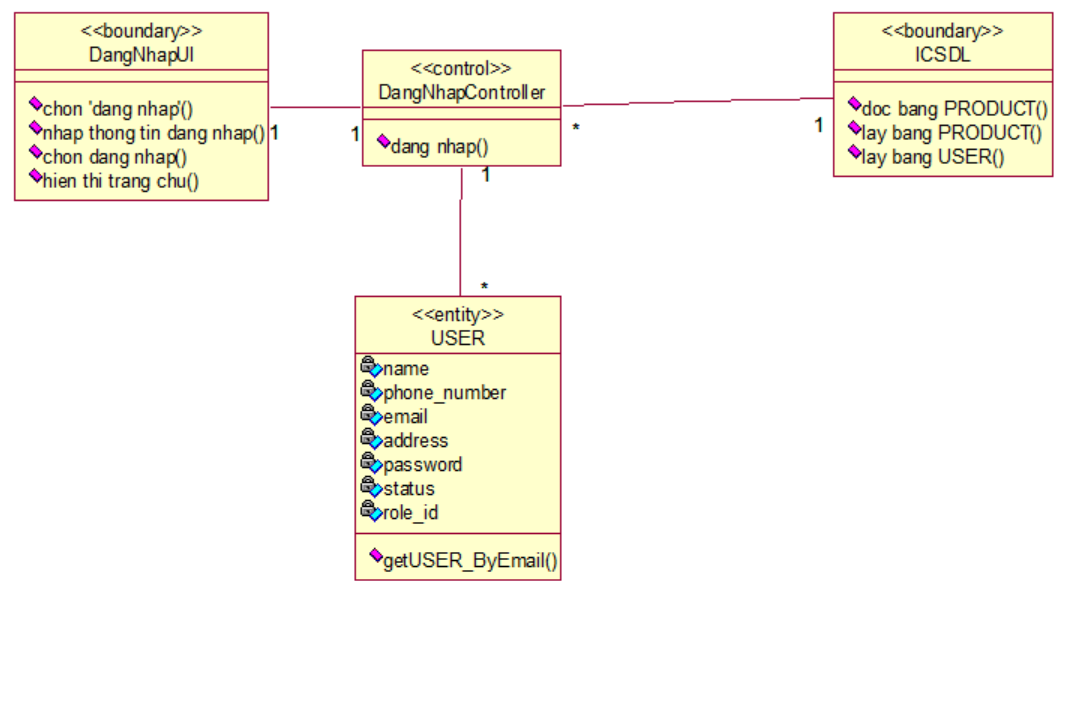 <<boundary>>
DangNhapUI
chon 'dang nhap'()
nhap thong tin dang nhap()
chon dang nhap()
hien thi trang chu()
1
1
<<control>>
DangNhapController
dang nhap()
1
*
1
<<boundary>>
ICSDL
doc bang PRODUCT()
lay bang PRODUCT()
lay bang USER()
*
<<entity>>
USER
name
phone_number
email
address
password
status
role_id
getUSER_ByEmail()